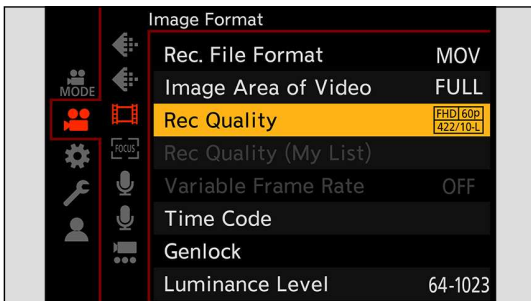 Image Format
MODE
FOCUS
Rec. File Format MOV
Image Area of Video FULL
Rec Quality FHD 60p 422/10-L
Rec Quality (My List)
Variable Frame Rate OFF
Time Code
Genlock
Luminance Level 64-1023